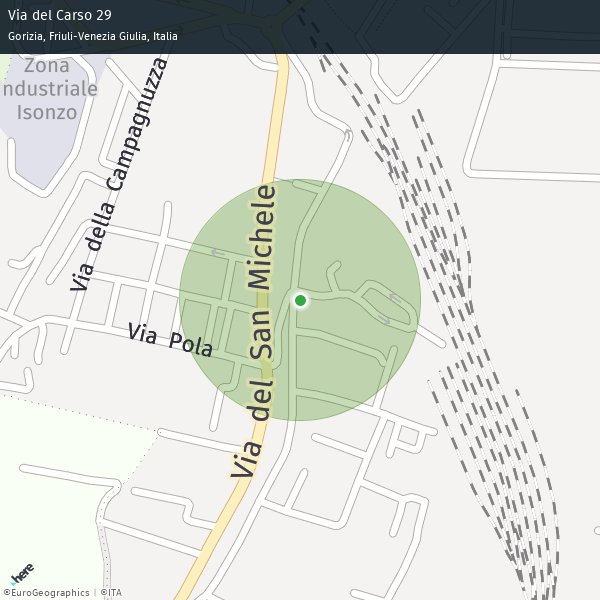 Via del Carso 29
Gorizia, Friuli-Venezia Giulia, Italia
Zona
ndustriale
Isonzo
Via della Campagnuzza
Via del San Michele
Via Pola
here
©EuroGeographics | ©ITA